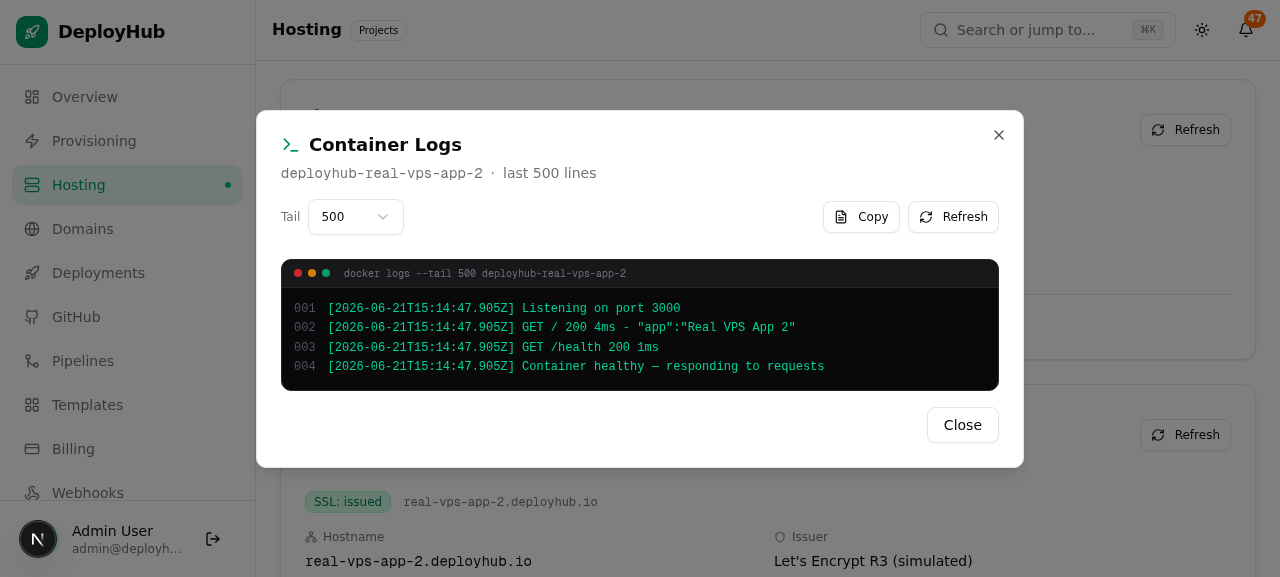 DeployHub
Hosting
Projects
Search or jump to...
⌘K
47
Overview
Provisioning
Hosting
Domains
Deployments
GitHub
Pipelines
Templates
Billing
Webhooks
Admin User
admin@deployh...
N
Refresh
Container Logs
deployhub-real-vps-app-2 · last 500 lines
Tail
500
Copy
Refresh
docker logs --tail 500 deployhub-real-vps-app-2
001 [2026-06-21T15:14:47.905Z] Listening on port 3000
002 [2026-06-21T15:14:47.905Z] GET / 200 4ms - "app":"Real VPS App 2"
003 [2026-06-21T15:14:47.905Z] GET /health 200 1ms
004 [2026-06-21T15:14:47.905Z] Container healthy — responding to requests
Close
Refresh
SSL: issued
real-vps-app-2.deployhub.io
Hostname
real-vps-app-2.deployhub.io
Issuer
Let's Encrypt R3 (simulated)